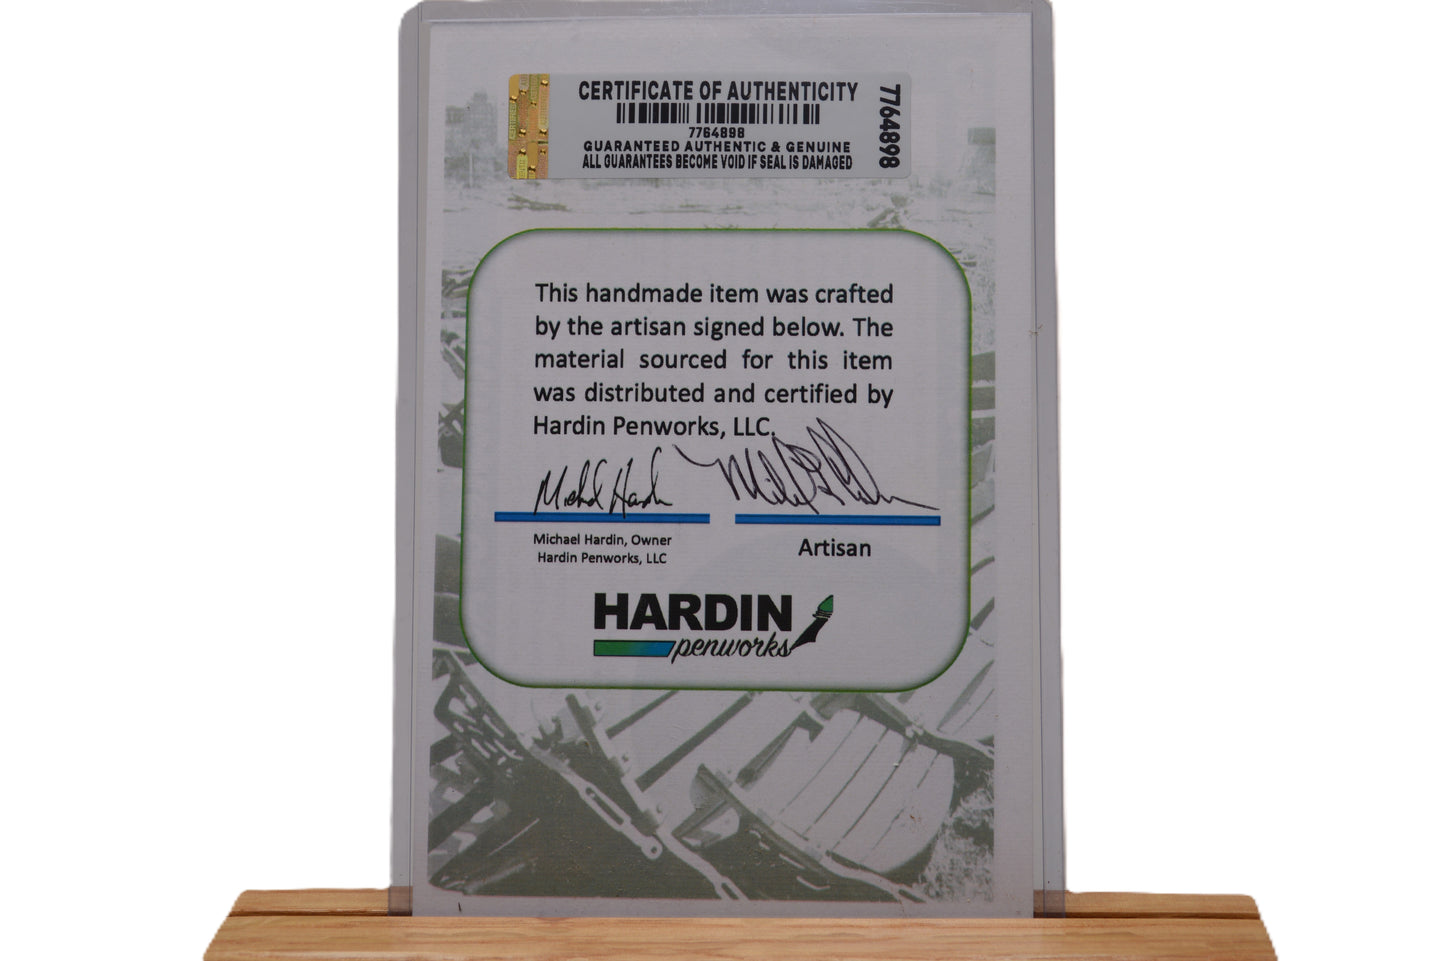 CERTIFICATE OF AUTHENTICITY
7764898
7764898
GUARANTEED AUTHENTIC & GENUINE
ALL GUARANTEES BECOME VOID IF SEAL IS DAMAGED
This handmade item was crafted
by the artisan signed below. The
material sourced for this item
was distributed and certified by
Hardin Penworks, LLC.
Michael Hardin, Owner
Hardin Penworks, LLC
Artisan
HARDIN
penworks